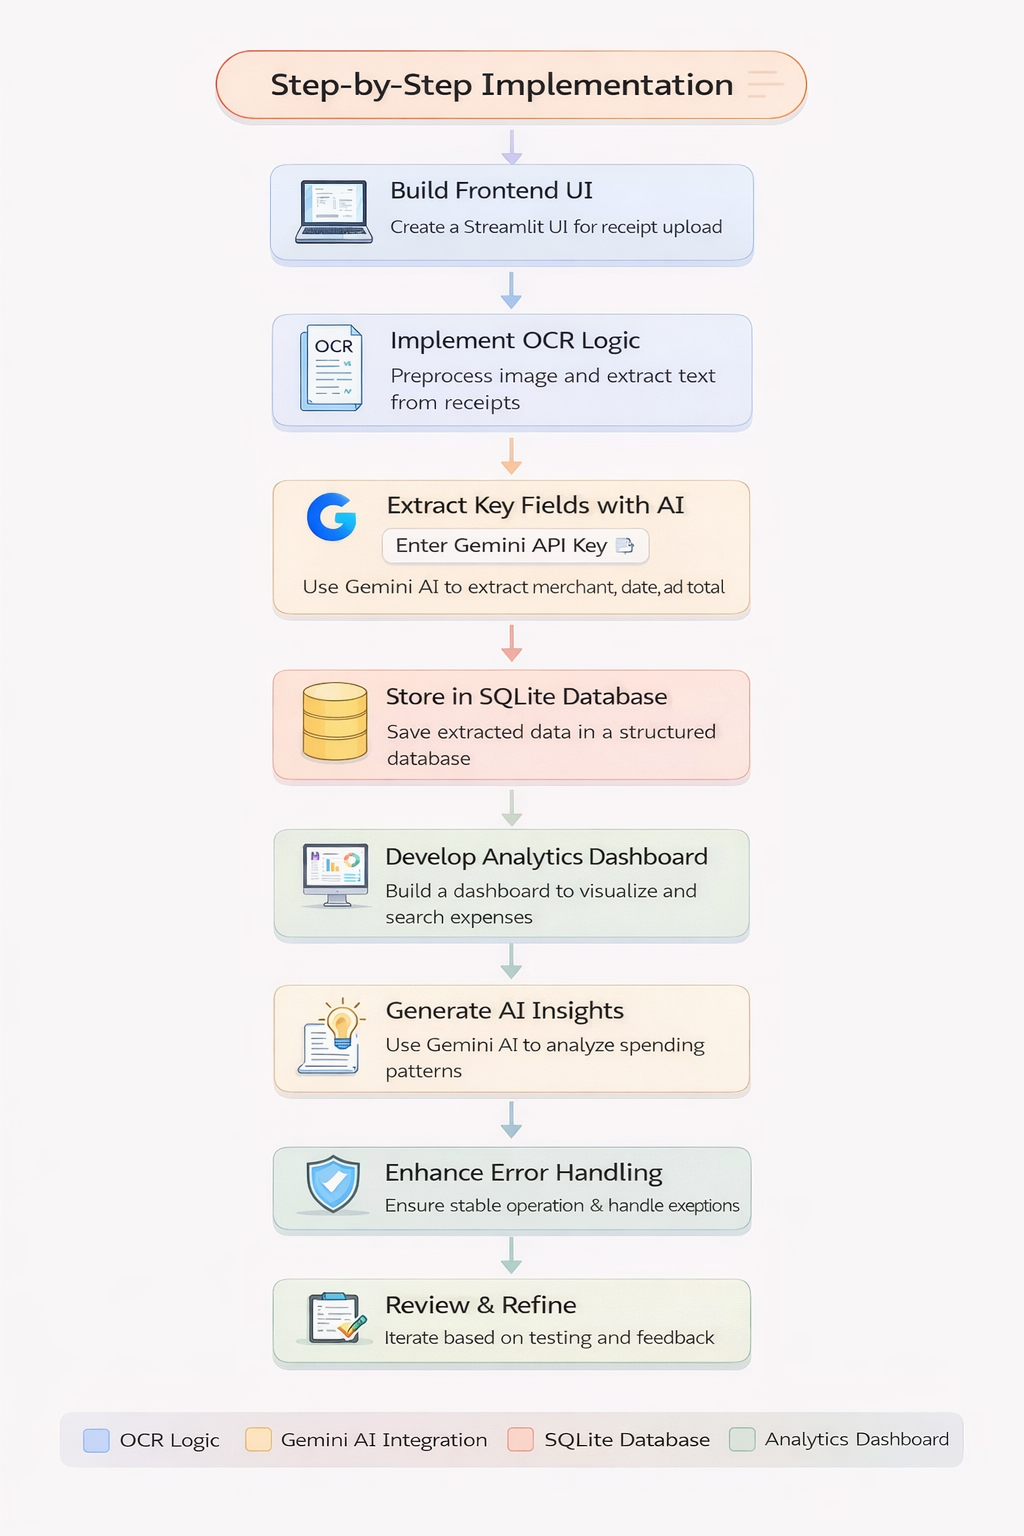 Step-by-Step Implementation
Build Frontend UI
Create a Streamlit UI for receipt upload
OCR
Implement OCR Logic
Preprocess image and extract text
from receipts
Extract Key Fields with AI
Enter Gemini API Key
Use Gemini AI to extract merchant, date, ad total
Store in SQLite Database
Save extracted data in a structured
database
Develop Analytics Dashboard
Build a dashboard to visualize and
search expenses
Generate AI Insights
Use Gemini AI to analyze spending
patterns
Enhance Error Handling
Ensure stable operation & handle exeptions
Review & Refine
Iterate based on testing and feedback
OCR Logic
Gemini AI Integration
SQLite Database
Analytics Dashboard